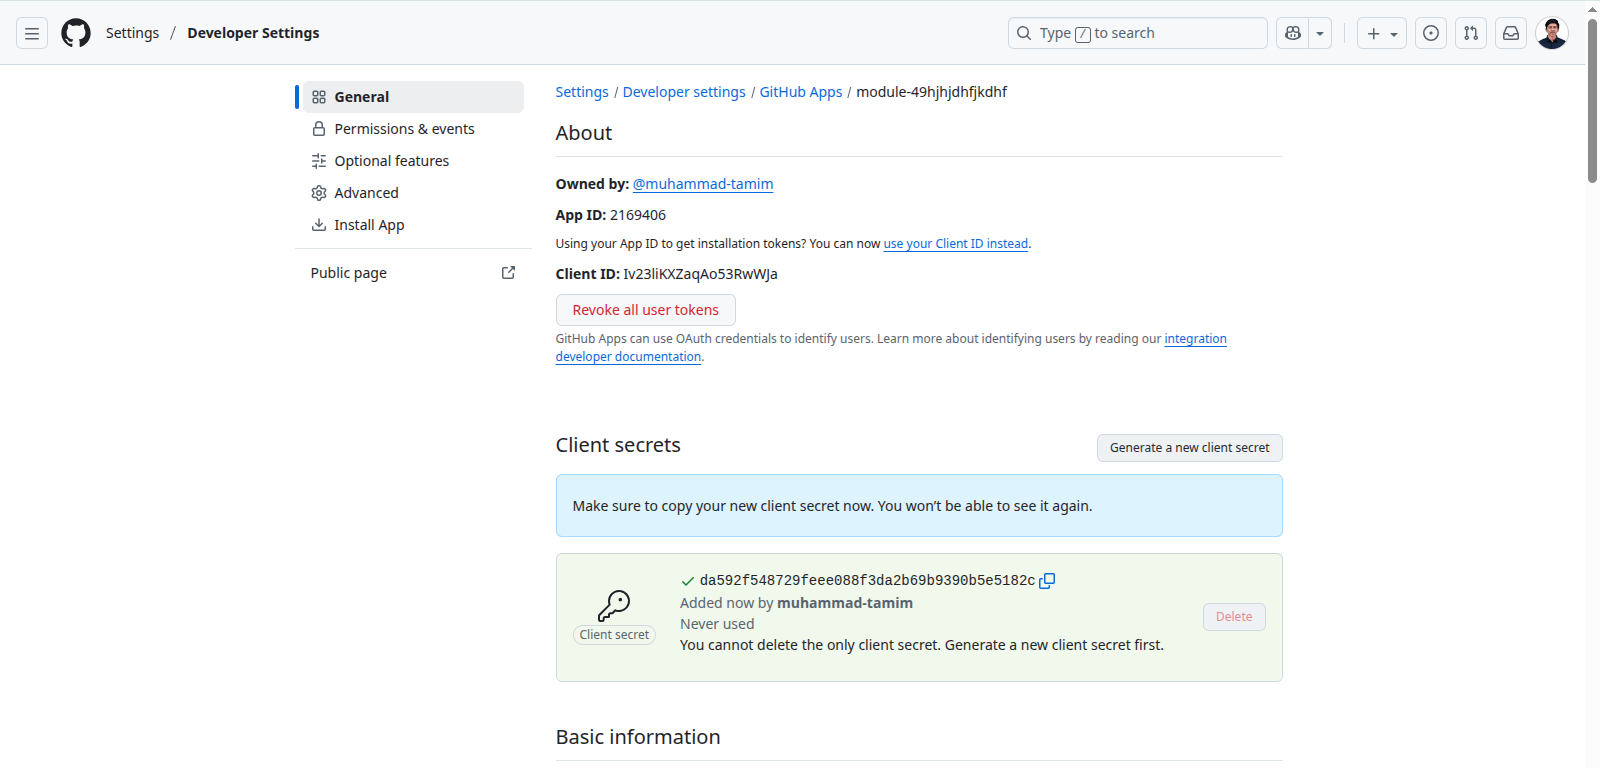 Settings / Developer Settings
Type / to search
General
Permissions & events
Optional features
Advanced
Install App
Public page
Settings / Developer settings / GitHub Apps / module-49hjhjdhfjkdhf
About
Owned by: @muhammad-tamim
App ID: 2169406
Using your App ID to get installation tokens? You can now use your Client ID instead.
Client ID: Iv23liKXZaqAo53RwWJa
Revoke all user tokens
GitHub Apps can use OAuth credentials to identify users. Learn more about identifying users by reading our integration
developer documentation.
Client secrets
Generate a new client secret
Make sure to copy your new client secret now. You won’t be able to see it again.
da592f548729feee088f3da2b69b9390b5e5182c
Added now by muhammad-tamim
Never used
You cannot delete the only client secret. Generate a new client secret first.
Client secret
Delete
Basic information